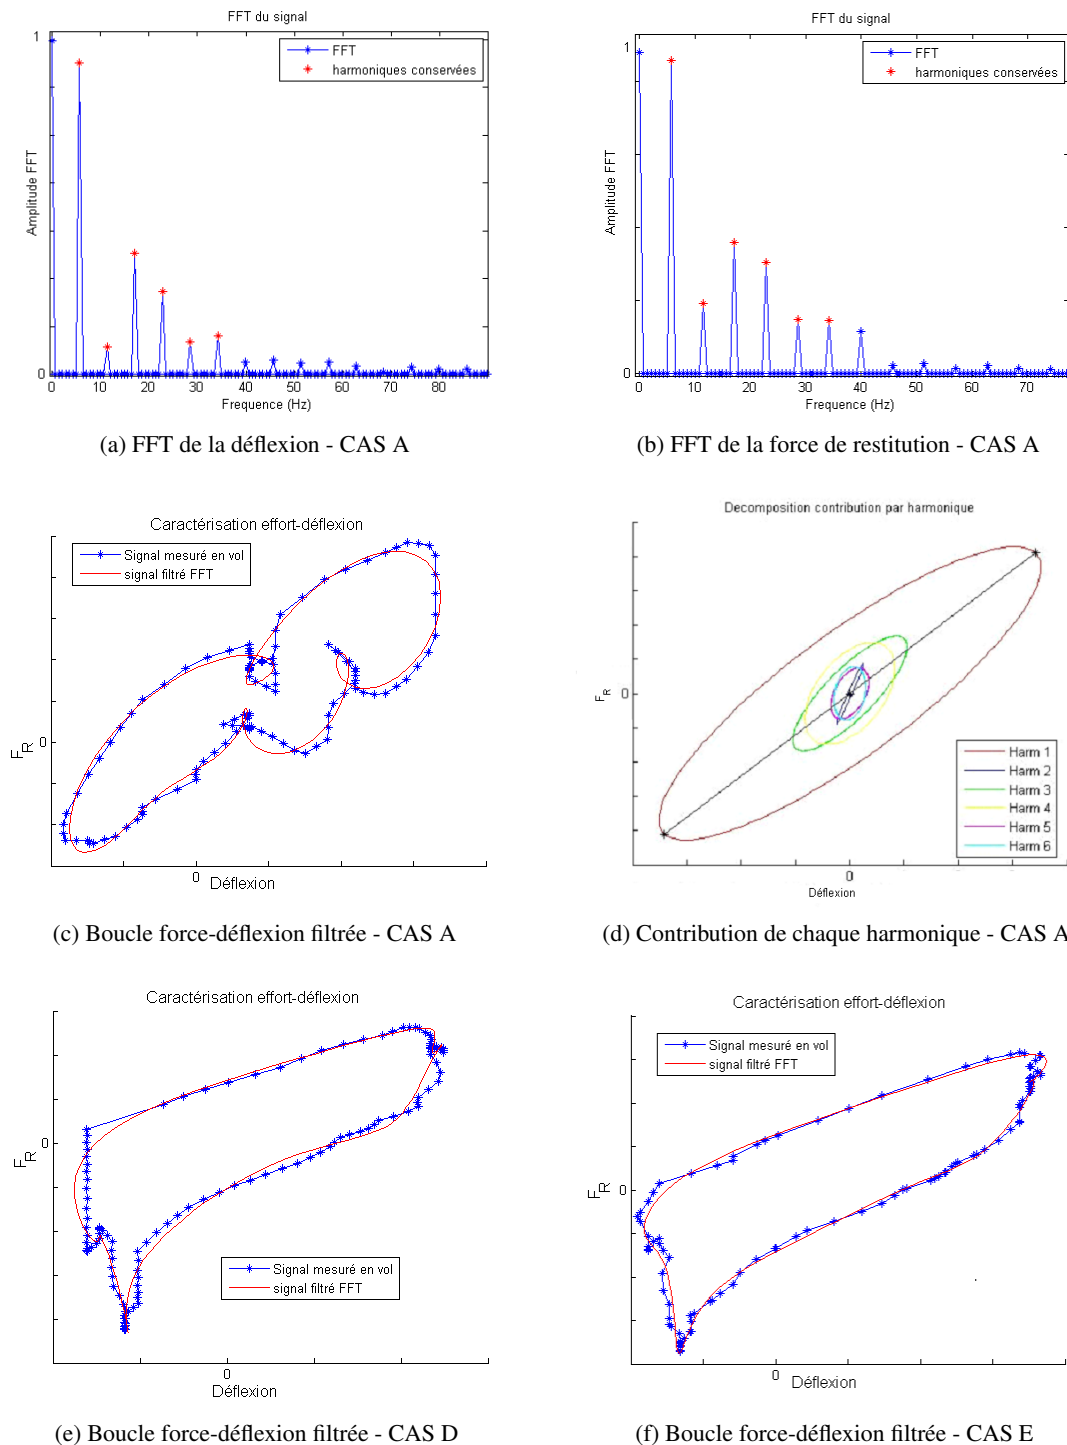 FFT du signal
1
Amplitude FFT
FFT
harmoniques conservées
0
0 10 20 30 40 50 60 70 80
Frequence (Hz)
(a) FFT de la déflexion - CAS A
FFT du signal
1
Amplitude FFT
FFT
harmoniques conservées
0
0 10 20 30 40 50 60 70
Frequence (Hz)
(b) FFT de la force de restitution - CAS A
Caractérisation effort-déflexion
Signal mesuré en vol
signal filtré FFT
F_R
0
0
Déflexion
(c) Boucle force-déflexion filtrée - CAS A
Decomposition contribution par harmonique
F_R
0
Harm 1
Harm 2
Harm 3
Harm 4
Harm 5
Harm 6
0
Déflexion
(d) Contribution de chaque harmonique - CAS A
Caractérisation effort-déflexion
F_R
0
Signal mesuré en vol
signal filtré FFT
0
Déflexion
(e) Boucle force-déflexion filtrée - CAS D
Caractérisation effort-déflexion
Signal mesuré en vol
signal filtré FFT
F_R
0
0
Déflexion
(f) Boucle force-déflexion filtrée - CAS E